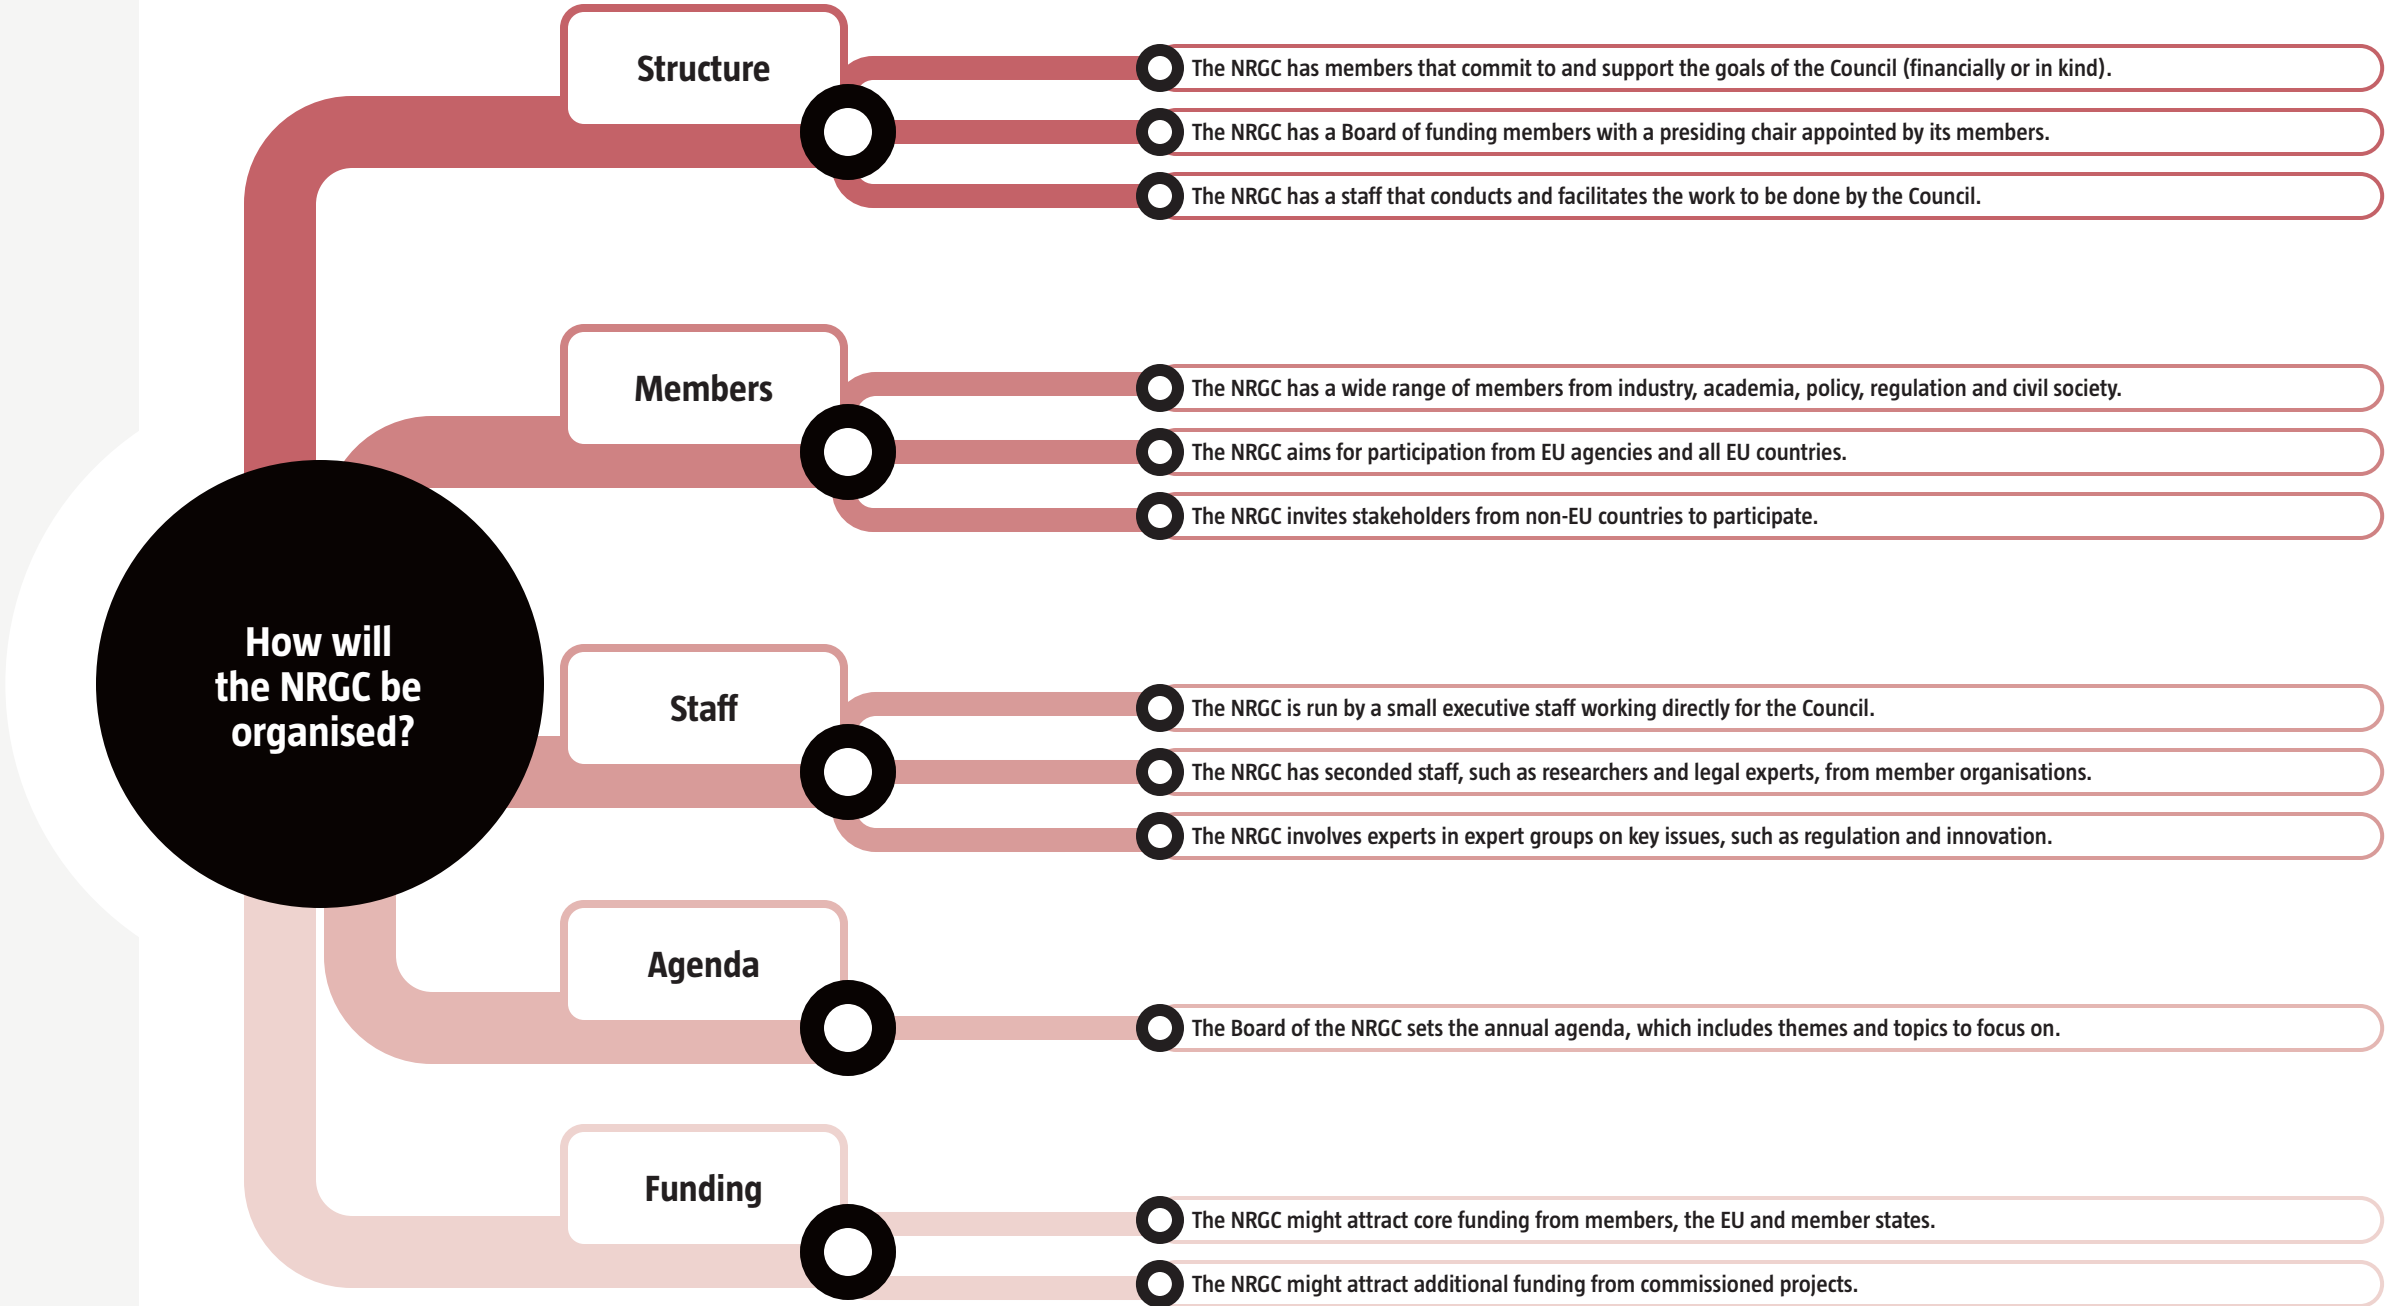 Structure
The NRGC has members that commit to and support the goals of the Council (financially or in kind).
The NRGC has a Board of funding members with a presiding chair appointed by its members.
The NRGC has a staff that conducts and facilitates the work to be done by the Council.
Members
The NRGC has a wide range of members from industry, academia, policy, regulation and civil society.
The NRGC aims for participation from EU agencies and all EU countries.
The NRGC invites stakeholders from non-EU countries to participate.
How will
the NRGC be
organised?
Staff
The NRGC is run by a small executive staff working directly for the Council.
The NRGC has seconded staff, such as researchers and legal experts, from member organisations.
The NRGC involves experts in expert groups on key issues, such as regulation and innovation.
Agenda
The Board of the NRGC sets the annual agenda, which includes themes and topics to focus on.
Funding
The NRGC might attract core funding from members, the EU and member states.
The NRGC might attract additional funding from commissioned projects.